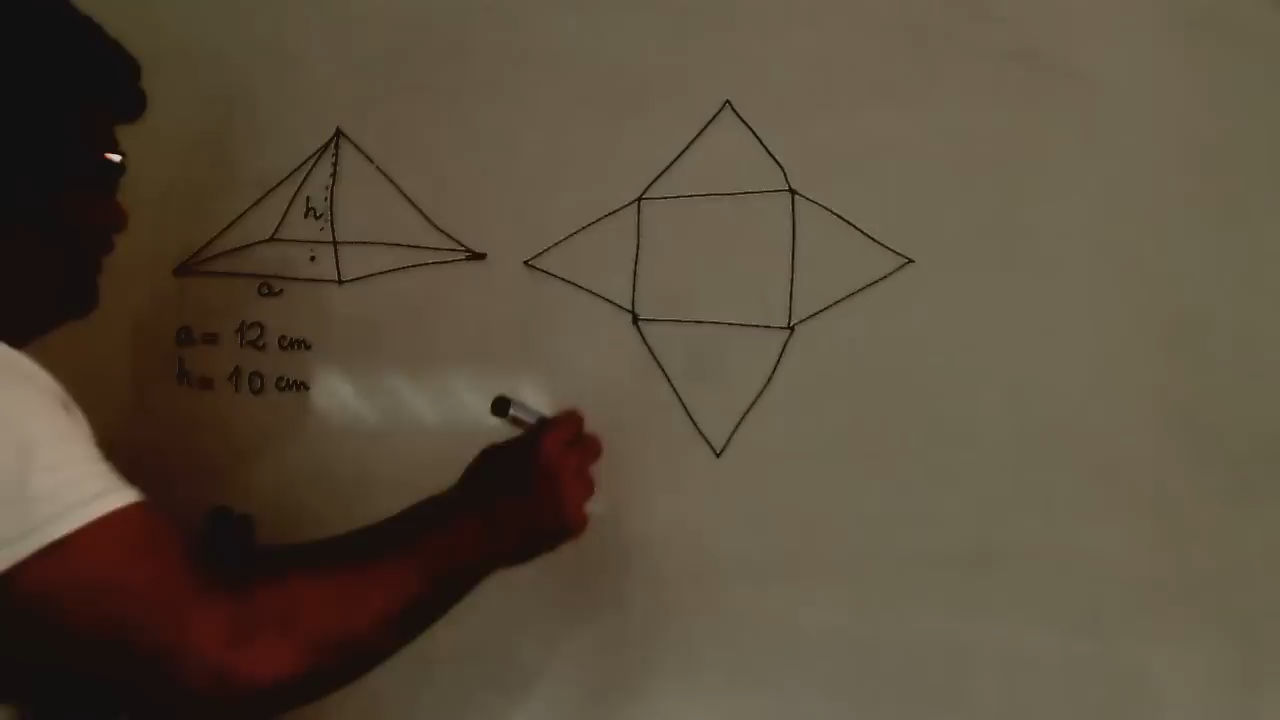 h
a
a = 12 cm
h = 10 cm